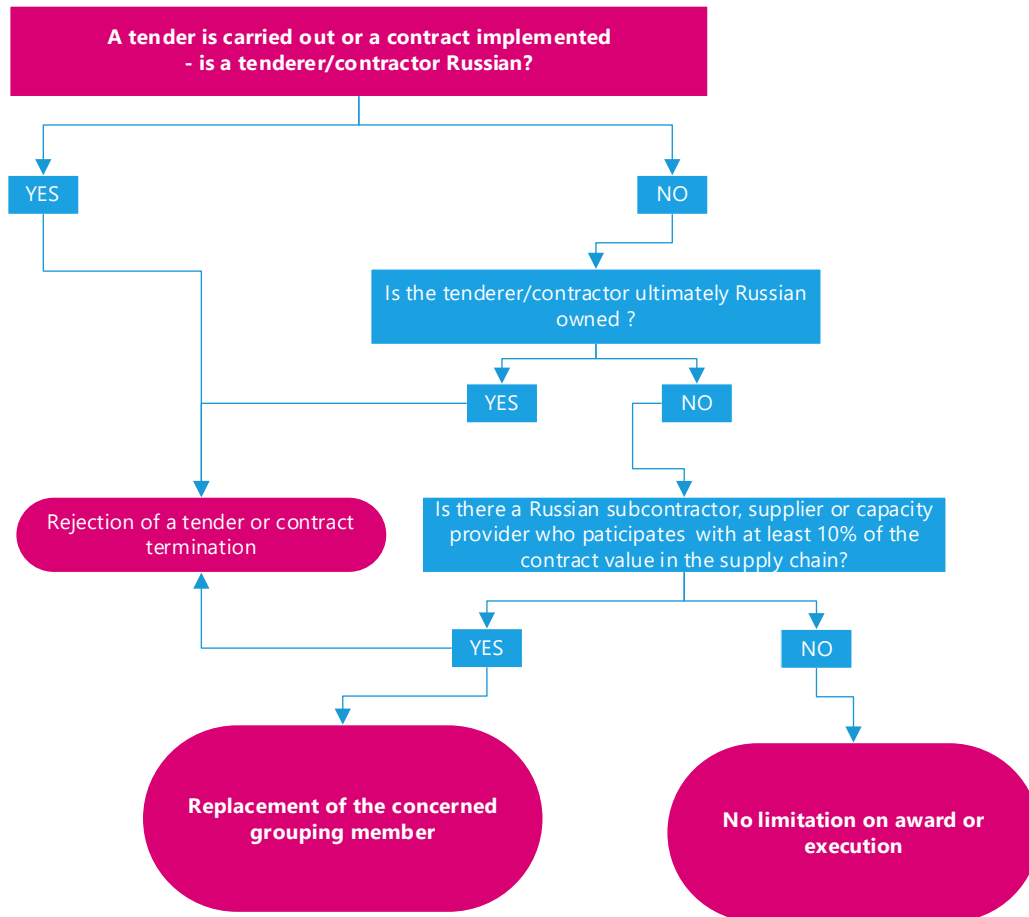 A tender is carried out or a contract implemented
- is a tenderer/contractor Russian?
YES
NO
Is the tenderer/contractor ultimately Russian
owned ?
YES
NO
Rejection of a tender or contract
termination
Is there a Russian subcontractor, supplier or capacity
provider who paticipates with at least 10% of the
contract value in the supply chain?
YES
NO
Replacement of the concerned
grouping member
No limitation on award or
execution